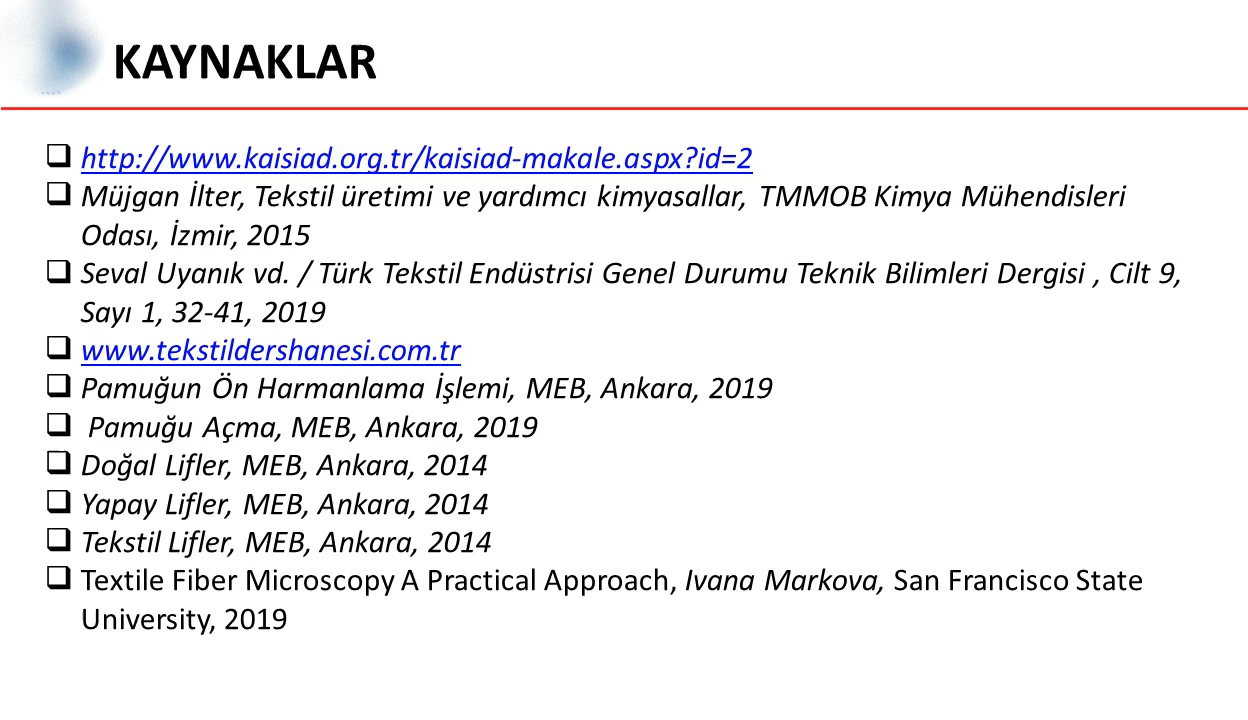 KAYNAKLAR
http://www.kaisiad.org.tr/kaisiad-makale.aspx?id=2
Müjgan İlter, Tekstil üretimi ve yardımcı kimyasallar, TMMOB Kimya Mühendisleri
Odası, İzmir, 2015
Seval Uyanık vd. / Türk Tekstil Endüstrisi Genel Durumu Teknik Bilimleri Dergisi , Cilt 9,
Sayı 1, 32-41, 2019
www.tekstildershanesi.com.tr
Pamuğun Ön Harmanlama İşlemi, MEB, Ankara, 2019
Pamuğu Açma, MEB, Ankara, 2019
Doğal Lifler, MEB, Ankara, 2014
Yapay Lifler, MEB, Ankara, 2014
Tekstil Lifler, MEB, Ankara, 2014
Textile Fiber Microscopy A Practical Approach, Ivana Markova, San Francisco State
University, 2019